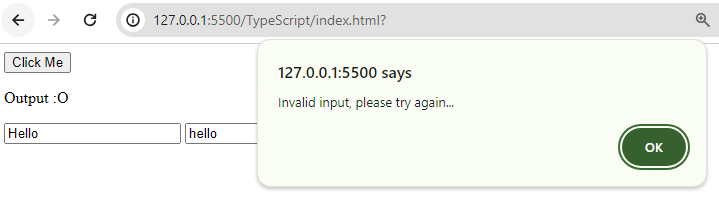 127.0.0.1:5500/TypeScript/index.html?
Click Me
127.0.0.1:5500 says
Output :O
Invalid input, please try again...
Hello
hello
OK